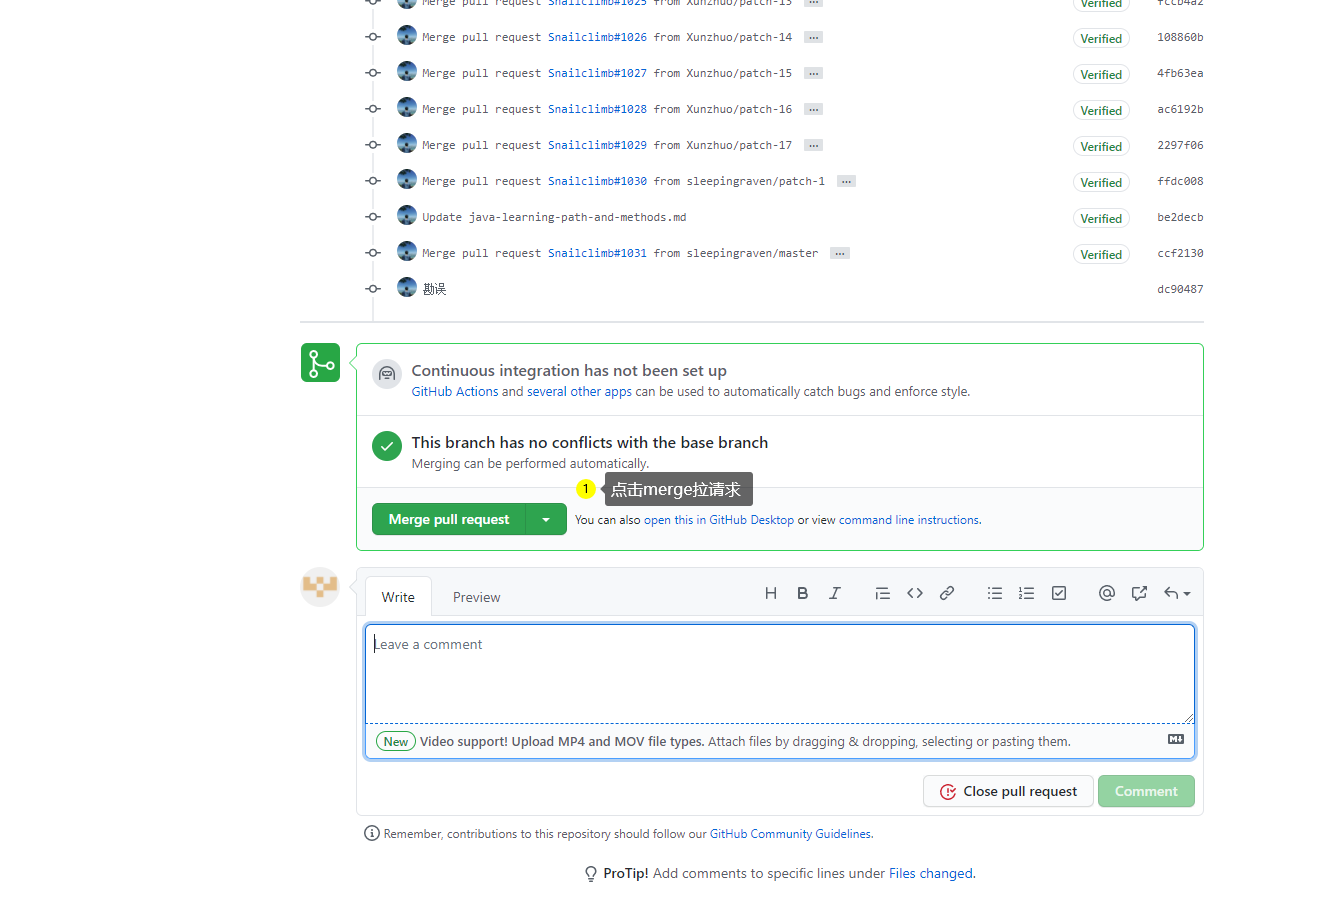 Merge pull request Snailclimb#1025 from Xunzhuo/patch-13 ... Verified fccb4a2
Merge pull request Snailclimb#1026 from Xunzhuo/patch-14 ... Verified 108860b
Merge pull request Snailclimb#1027 from Xunzhuo/patch-15 ... Verified 4fb63ea
Merge pull request Snailclimb#1028 from Xunzhuo/patch-16 ... Verified ac6192b
Merge pull request Snailclimb#1029 from Xunzhuo/patch-17 ... Verified 2297f06
Merge pull request Snailclimb#1030 from sleepingraven/patch-1 ... Verified ffdc008
Update java-learning-path-and-methods.md Verified be2decb
Merge pull request Snailclimb#1031 from sleepingraven/master ... Verified ccf2130
勘误 dc90487
Continuous integration has not been set up
GitHub Actions and several other apps can be used to automatically catch bugs and enforce style.
This branch has no conflicts with the base branch
Merging can be performed automatically.
1 点击merge拉请求
Merge pull request You can also open this in GitHub Desktop or view command line instructions.
Write Preview
Leave a comment
New Video support! Upload MP4 and MOV file types. Attach files by dragging & dropping, selecting or pasting them.
Close pull request Comment
Remember, contributions to this repository should follow our GitHub Community Guidelines.
ProTip! Add comments to specific lines under Files changed.